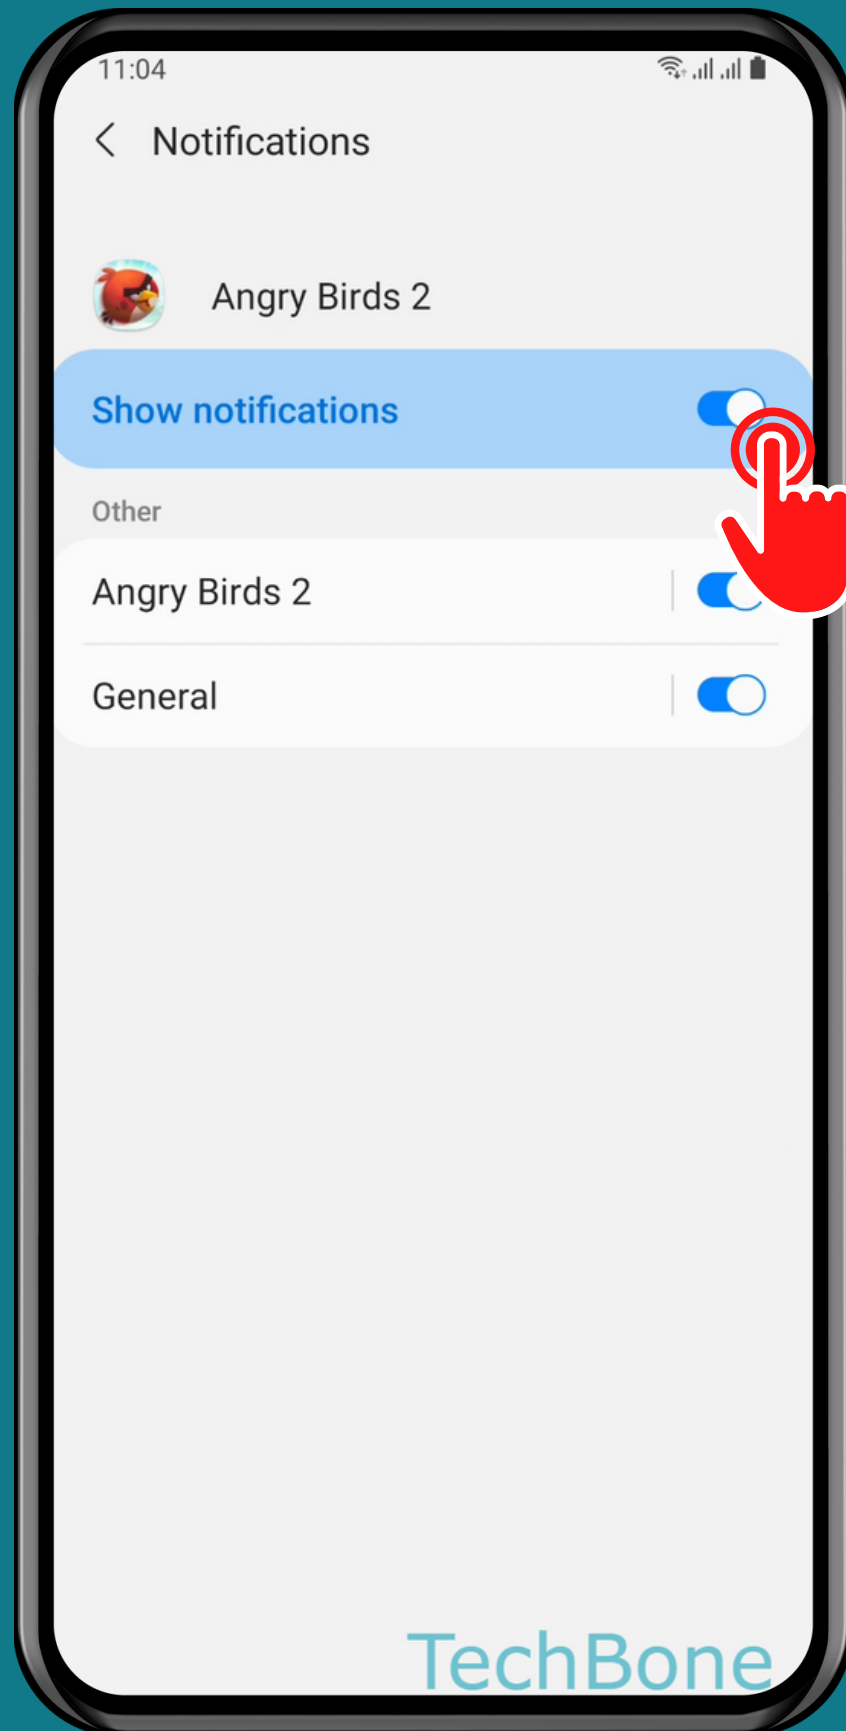 11:04
Notifications
Angry Birds 2
Show notifications
Other
Angry Birds 2
General
TechBone